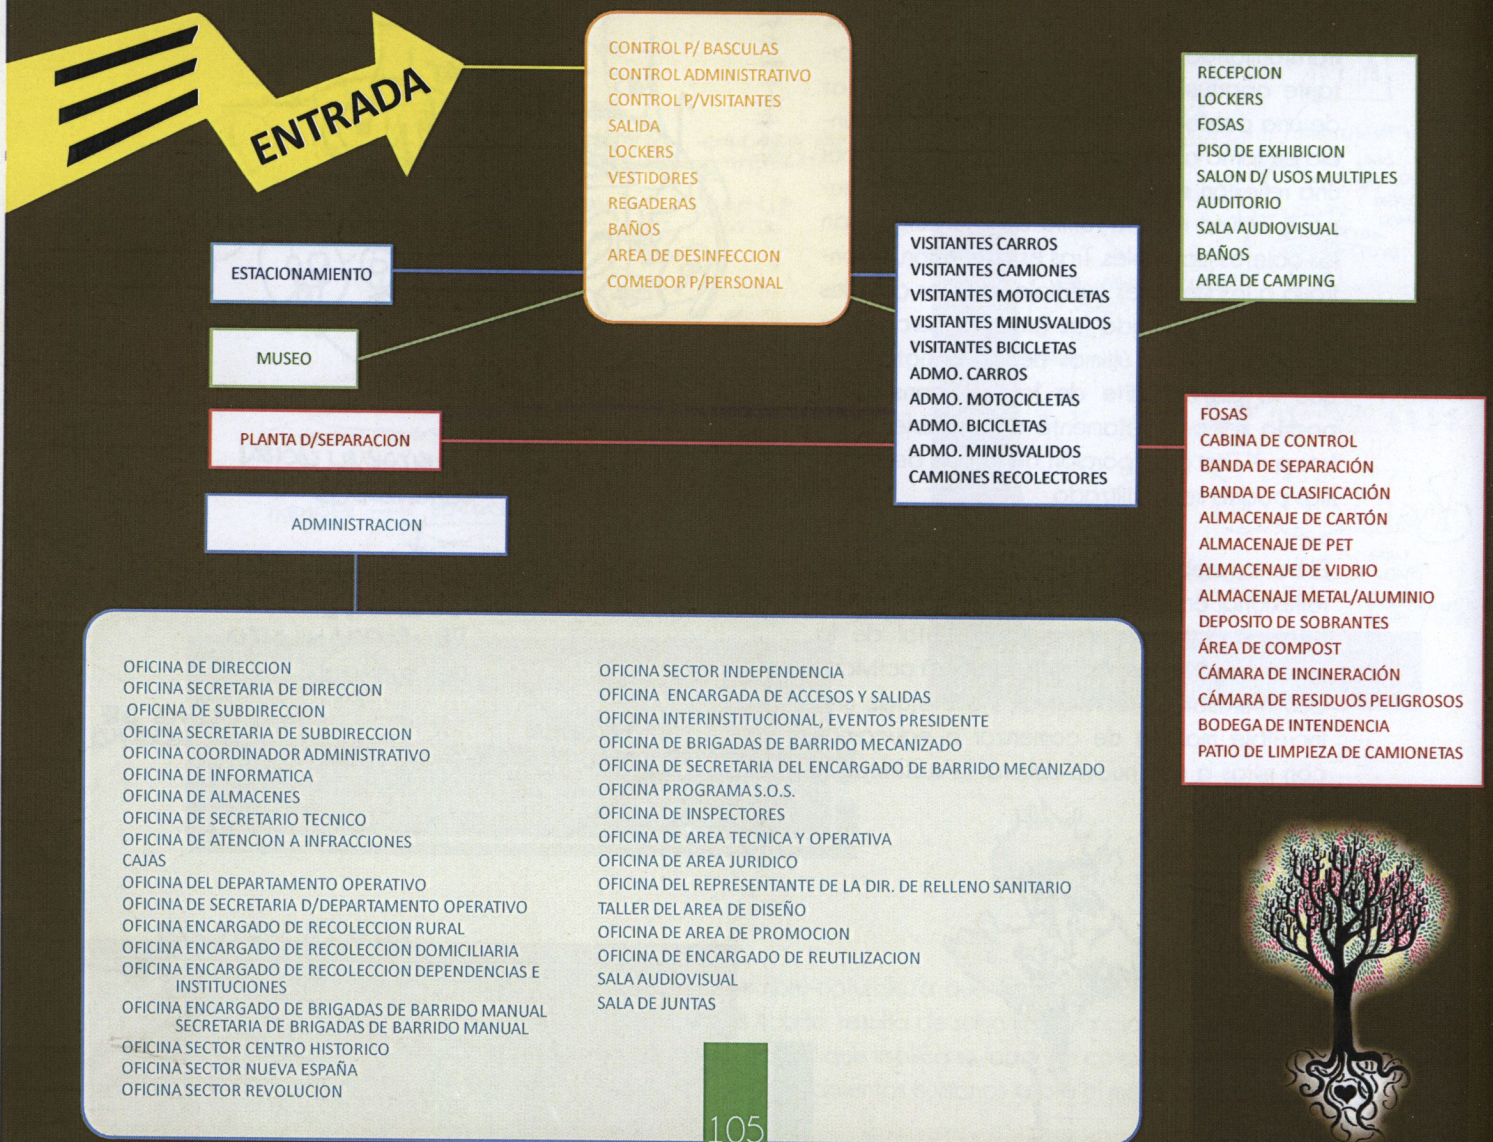 ENTRADA
CONTROL P/ BASCULAS
CONTROL ADMINISTRATIVO
CONTROL P/VISITANTES
SALIDA
LOCKERS
VESTIDORES
REGADERAS
BAÑOS
AREA DE DESINFECCION
COMEDOR P/PERSONAL
RECEPCION
LOCKERS
FOSAS
PISO DE EXHIBICION
SALON D/ USOS MULTIPLES
AUDITORIO
SALA AUDIOVISUAL
BAÑOS
AREA DE CAMPING
ESTACIONAMIENTO
MUSEO
PLANTA D/SEPARACION
ADMINISTRACION
VISITANTES CARROS
VISITANTES CAMIONES
VISITANTES MOTOCICLETAS
VISITANTES MINUSVALIDOS
VISITANTES BICICLETAS
ADMO. CARROS
ADMO. MOTOCICLETAS
ADMO. BICICLETAS
ADMO. MINUSVALIDOS
CAMIONES RECOLECTORES
FOSAS
CABINA DE CONTROL
BANDA DE SEPARACIÓN
BANDA DE CLASIFICACIÓN
ALMACENAJE DE CARTÓN
ALMACENAJE DE PET
ALMACENAJE DE VIDRIO
ALMACENAJE METAL/ALUMINIO
DEPOSITO DE SOBRANTES
ÁREA DE COMPOST
CÁMARA DE INCINERACIÓN
CÁMARA DE RESIDUOS PELIGROSOS
BODEGA DE INTENDENCIA
PATIO DE LIMPIEZA DE CAMIONETAS
OFICINA DE DIRECCION
OFICINA SECRETARIA DE DIRECCION
OFICINA DE SUBDIRECCION
OFICINA SECRETARIA DE SUBDIRECCION
OFICINA COORDINADOR ADMINISTRATIVO
OFICINA DE INFORMATICA
OFICINA DE ALMACENES
OFICINA DE SECRETARIO TECNICO
OFICINA DE ATENCION A INFRACCIONES
CAJAS
OFICINA DEL DEPARTAMENTO OPERATIVO
OFICINA DE SECRETARIA D/DEPARTAMENTO OPERATIVO
OFICINA ENCARGADO DE RECOLECCION RURAL
OFICINA ENCARGADO DE RECOLECCION DOMICILIARIA
OFICINA ENCARGADO DE RECOLECCION DEPENDENCIAS E
INSTITUCIONES
OFICINA ENCARGADO DE BRIGADAS DE BARRIDO MANUAL
SECRETARIA DE BRIGADAS DE BARRIDO MANUAL
OFICINA SECTOR CENTRO HISTORICO
OFICINA SECTOR NUEVA ESPAÑA
OFICINA SECTOR REVOLUCION
OFICINA SECTOR INDEPENDENCIA
OFICINA ENCARGADA DE ACCESOS Y SALIDAS
OFICINA INTERINSTITUCIONAL, EVENTOS PRESIDENTE
OFICINA DE BRIGADAS DE BARRIDO MECANIZADO
OFICINA DE SECRETARIA DEL ENCARGADO DE BARRIDO MECANIZADO
OFICINA PROGRAMA S.O.S.
OFICINA DE INSPECTORES
OFICINA DE AREA TECNICA Y OPERATIVA
OFICINA DE AREA JURIDICO
OFICINA DEL REPRESENTANTE DE LA DIR. DE RELLENO SANITARIO
TALLER DEL AREA DE DISEÑO
OFICINA DE AREA DE PROMOCION
OFICINA DE ENCARGADO DE REUTILIZACION
SALA AUDIOVISUAL
SALA DE JUNTAS
105